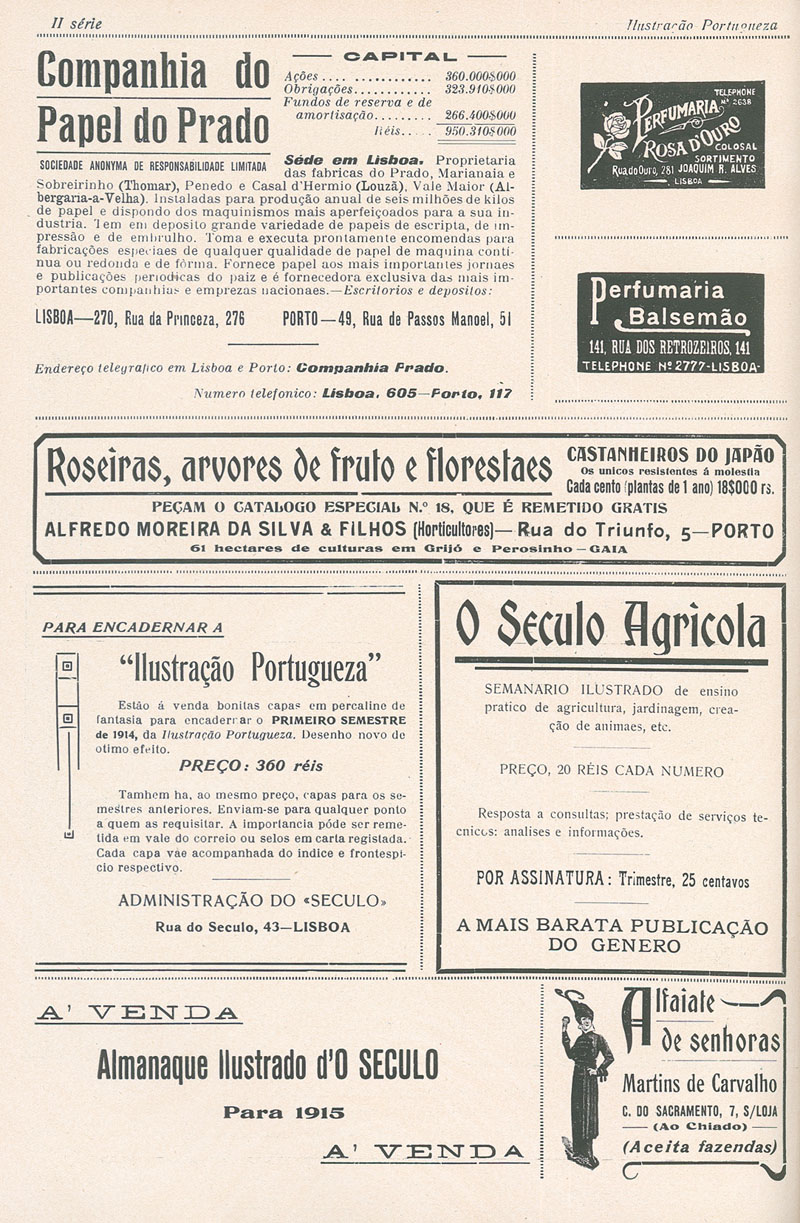 II série
Ilustração Portugueza
Companhia do
Papel do Prado
SOCIEDADE ANONYMA DE RESPONSABILIDADE LIMITADA
CAPITAL
Ações.... ........... 360.000$000
Obrigações............ 323.910$000
Fundos de reserva e de
amortisação......... 266.400$000
Réis..... 950.310$000
Séde em Lisboa. Proprietaria
das fabricas do Prado, Marianaia e
Sobreirinho (Thomar), Penedo e Casal d'Hermio (Louzã), Vale Maior (Al-
bergaria-a-Velha). Instaladas para produção anual de seis milhões de kilos
de papel e dispondo dos maquinismos mais aperfeiçoados para a sua in-
dustria. Tem em deposito grande variedade de papeis de escripta, de im-
pressão e de embrulho. Toma e executa prontamente encomendas para
fabricações especiaes de qualquer qualidade de papel de maquina conti-
nua ou redonda e de fôrma. Fornece papel aos mais importantes jornaes
e publicações periodicas do paiz e é fornecedora exclusiva das mais im-
portantes companhias e emprezas nacionaes.—Escritorios e depositos:
LISBOA—270, Rua da Princeza, 276 PORTO—49, Rua de Passos Manoel, 51
Endereço telegrafico em Lisboa e Porto: Companhia Prado.
Numero telefonico: Lisboa, 605—Porto, 117
TELEPHONE
Nº 2638
PERFUMARIA
ROSA D'OURO
COLOSAL
SORTIMENTO
Rua do Ouro, 281 JOAQUIM R. ALVES
LISBOA
Perfumaria
Balsemão
141, RUA DOS RETROZEIROS, 141
TELEPHONE Nº 2777-LISBOA-
Roseiras, arvores de fruto e florestaes
CASTANHEIROS DO JAPÃO
Os unicos resistentes á molestia
Cada cento (plantas de 1 ano) 18$000 rs.
PEÇAM O CATALOGO ESPECIAL N.º 18, QUE É REMETIDO GRATIS
ALFREDO MOREIRA DA SILVA & FILHOS (Horticultores)— Rua do Triunfo, 5—PORTO
61 hectares de culturas em Grijó e Perosinho—GAIA
PARA ENCADERNAR A
“Ilustração Portugueza”
Estão á venda bonitas capas em percaline de
fantasia para encadernar o PRIMEIRO SEMESTRE
de 1914, da Ilustração Portugueza. Desenho novo de
otimo efeito.
PREÇO: 360 réis
Tambem ha, ao mesmo preço, capas para os se-
mestres anteriores. Enviam-se para qualquer ponto
a quem as requisitar. A importancia póde ser reme-
tida em vale do correio ou selos em carta registada.
Cada capa vae acompanhada do indice e frontespi-
cio respectivo.
ADMINISTRAÇÃO DO «SECULO»
Rua do Seculo, 43—LISBOA
O Seculo Agricola
SEMANARIO ILUSTRADO de ensino
pratico de agricultura, jardinagem, crea-
ção de animaes, etc.
PREÇO, 20 RÉIS CADA NUMERO
Resposta a consultas; prestação de serviços te-
cnicos: analises e informações.
POR ASSINATURA: Trimestre, 25 centavos
A MAIS BARATA PUBLICAÇÃO
DO GENERO
A' VENDA
Almanaque Ilustrado d'O SECULO
Para 1915
A' VENDA
Alfaiate
de senhoras
Martins de Carvalho
C. DO SACRAMENTO, 7, S/LOJA
(Ao Chiado)
(Aceita fazendas)